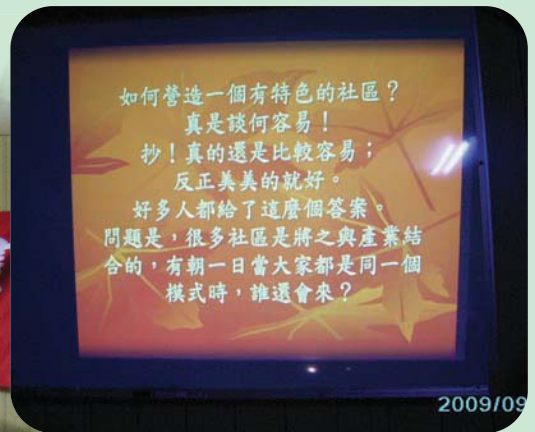 如何營造一個有特色的社區？
真是談何容易！
抄！真的還是比較容易；
反正美美的就好。
好多人都給了這麼個答案。
問題是，很多社區是將之與產業結
合的，有朝一日當大家都是同一個
模式時，誰還會來？
2009/09